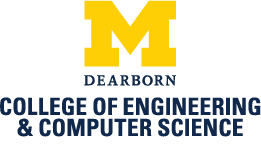 M
DEARBORN
COLLEGE OF ENGINEERING
& COMPUTER SCIENCE